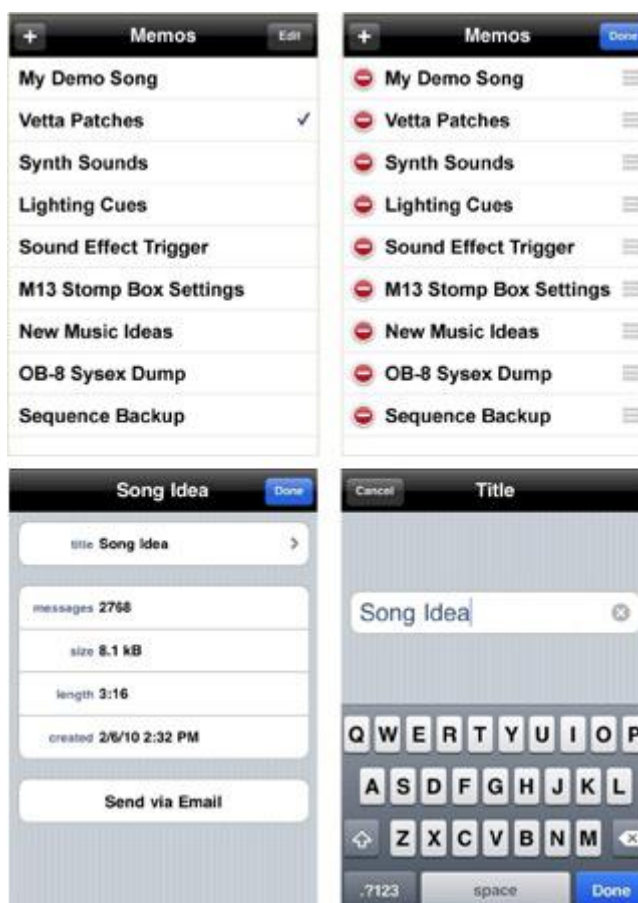 + Memos Edit
My Demo Song
Vetta Patches ✓
Synth Sounds
Lighting Cues
Sound Effect Trigger
M13 Stomp Box Settings
New Music Ideas
OB-8 Sysex Dump
Sequence Backup
+ Memos Done
My Demo Song
Vetta Patches
Synth Sounds
Lighting Cues
Sound Effect Trigger
M13 Stomp Box Settings
New Music Ideas
OB-8 Sysex Dump
Sequence Backup
Song Idea Done
title Song Idea
messages 2768
size 8.1 kB
length 3:16
created 2/6/10 2:32 PM
Send via Email
Cancel Title
Song Idea
Q W E R T Y U I O P
A S D F G H J K L
Z X C V B N M
.?123 space Done